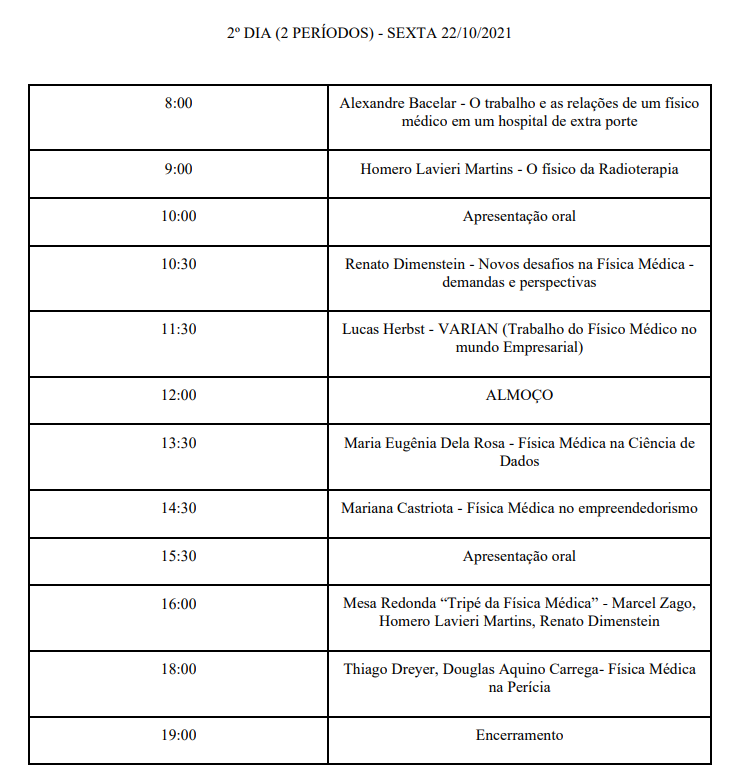 2º DIA (2 PERÍODOS) - SEXTA 22/10/2021
8:00
Alexandre Bacelar - O trabalho e as relações de um físico
médico em um hospital de extra porte
9:00
Homero Lavieri Martins - O físico da Radioterapia
10:00
Apresentação oral
10:30
Renato Dimenstein - Novos desafios na Física Médica -
demandas e perspectivas
11:30
Lucas Herbst - VARIAN (Trabalho do Físico Médico no
mundo Empresarial)
12:00
ALMOÇO
13:30
Maria Eugênia Dela Rosa - Física Médica na Ciência de
Dados
14:30
Mariana Castriota - Física Médica no empreendedorismo
15:30
Apresentação oral
16:00
Mesa Redonda “Tripé da Física Médica” - Marcel Zago,
Homero Lavieri Martins, Renato Dimenstein
18:00
Thiago Dreyer, Douglas Aquino Carrega- Física Médica
na Perícia
19:00
Encerramento